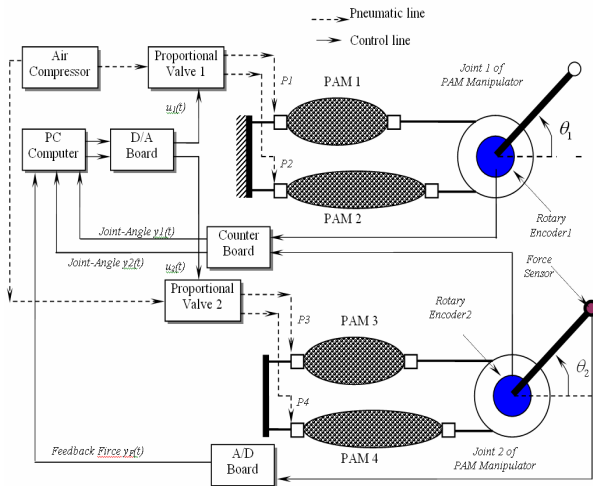 Pneumatic line
Control line
Air
Compressor
Proportional
Valve 1
P1
PAM 1
Joint 1 of
PAM Manipulator
u1(t)
θ1
PC
Computer
D/A
Board
P2
PAM 2
Rotary
Encoder1
Joint-Angle y1(t)
Counter
Board
Joint-Angle y2(t)
u2(t)
Force
Sensor
Proportional
Valve 2
P3
PAM 3
Rotary
Encoder2
θ2
P4
Feedback Firce yF(t)
A/D
Board
PAM 4
Joint 2 of
PAM Manipulator